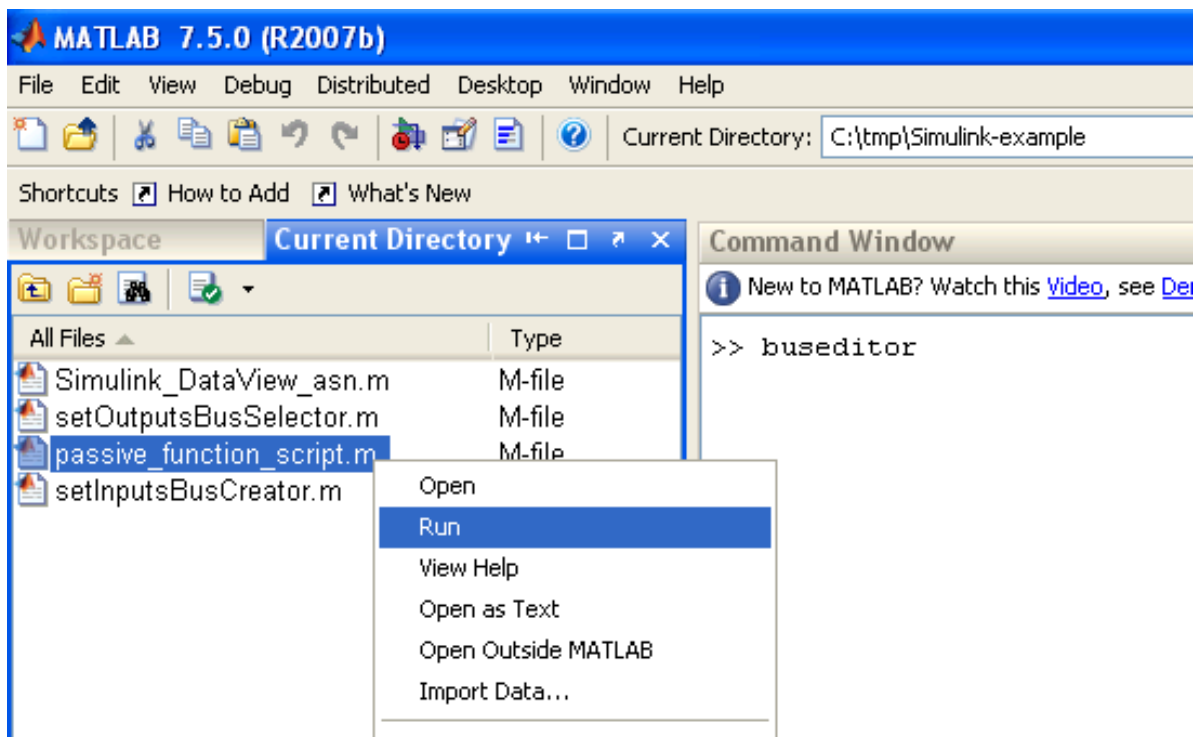 MATLAB 7.5.0 (R2007b)
File Edit View Debug Distributed Desktop Window Help
Current Directory: C:\tmp\Simulink-example
Shortcuts How to Add What's New
Workspace Current Directory
Command Window
New to MATLAB? Watch this Video, see
All Files Type
>> buseditor
Simulink_DataView_asn.m M-file
setOutputsBusSelector.m M-file
passive_function_script.m M-file
setInputsBusCreator.m
Open
Run
View Help
Open as Text
Open Outside MATLAB
Import Data...